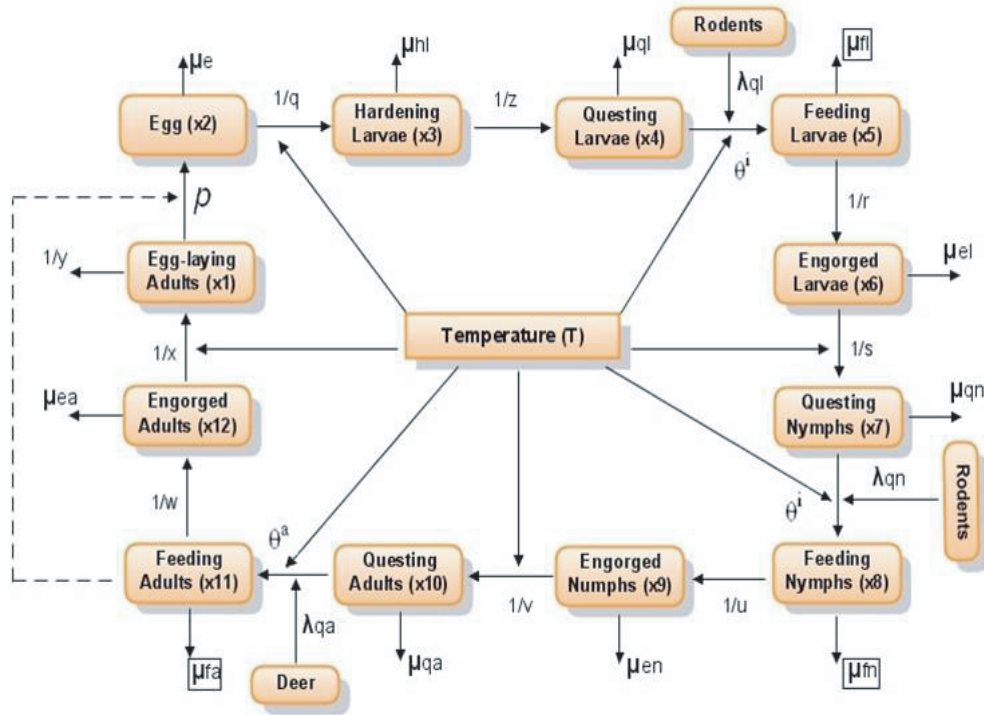 Rodents
μe
μhl
μql
μfl
λql
1/q
1/z
Egg (x2)
Hardening
Larvae (x3)
Questing
Larvae (x4)
Feeding
Larvae (x5)
θi
p
1/r
1/y
Egg-laying
Adults (x1)
Engorged
Larvae (x6)
μel
Temperature (T)
1/x
1/s
μea
Engorged
Adults (x12)
Questing
Nymphs (x7)
μqn
λqn
Rodents
1/w
θa
θi
Feeding
Adults (x11)
Questing
Adults (x10)
Engorged
Numphs (x9)
Feeding
Nymphs (x8)
1/v
1/u
λqa
μfa
Deer
μqa
μen
μfn